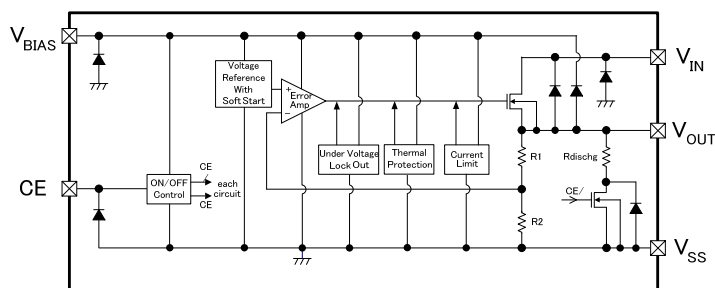 VBIAS
VIN
Voltage
Reference
With
Soft Start
+
Error
Amp
−
VOUT
Under Voltage
Lock Out
Thermal
Protection
Current
Limit
R1
Rdischg
CE
ON/OFF
Control
CE
each
circuit
CE
CE/
R2
VSS